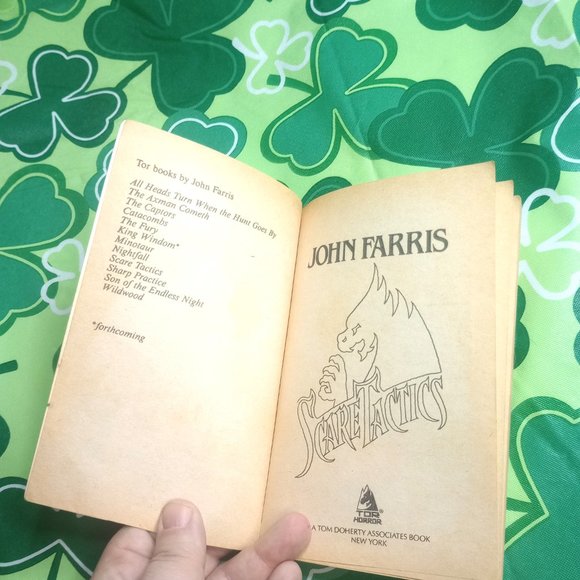 Tor books by John Farris
All Heads Turn When the Hunt Goes By
The Axman Cometh
The Captors
Catacombs
The Fury
King Windom*
Minotaur
Nightfall
Scare Tactics
Sharp Practice
Son of the Endless Night
Wildwood
*forthcoming
JOHN FARRIS
SCARE TACTICS
TOR
HORROR
A TOM DOHERTY ASSOCIATES BOOK
NEW YORK